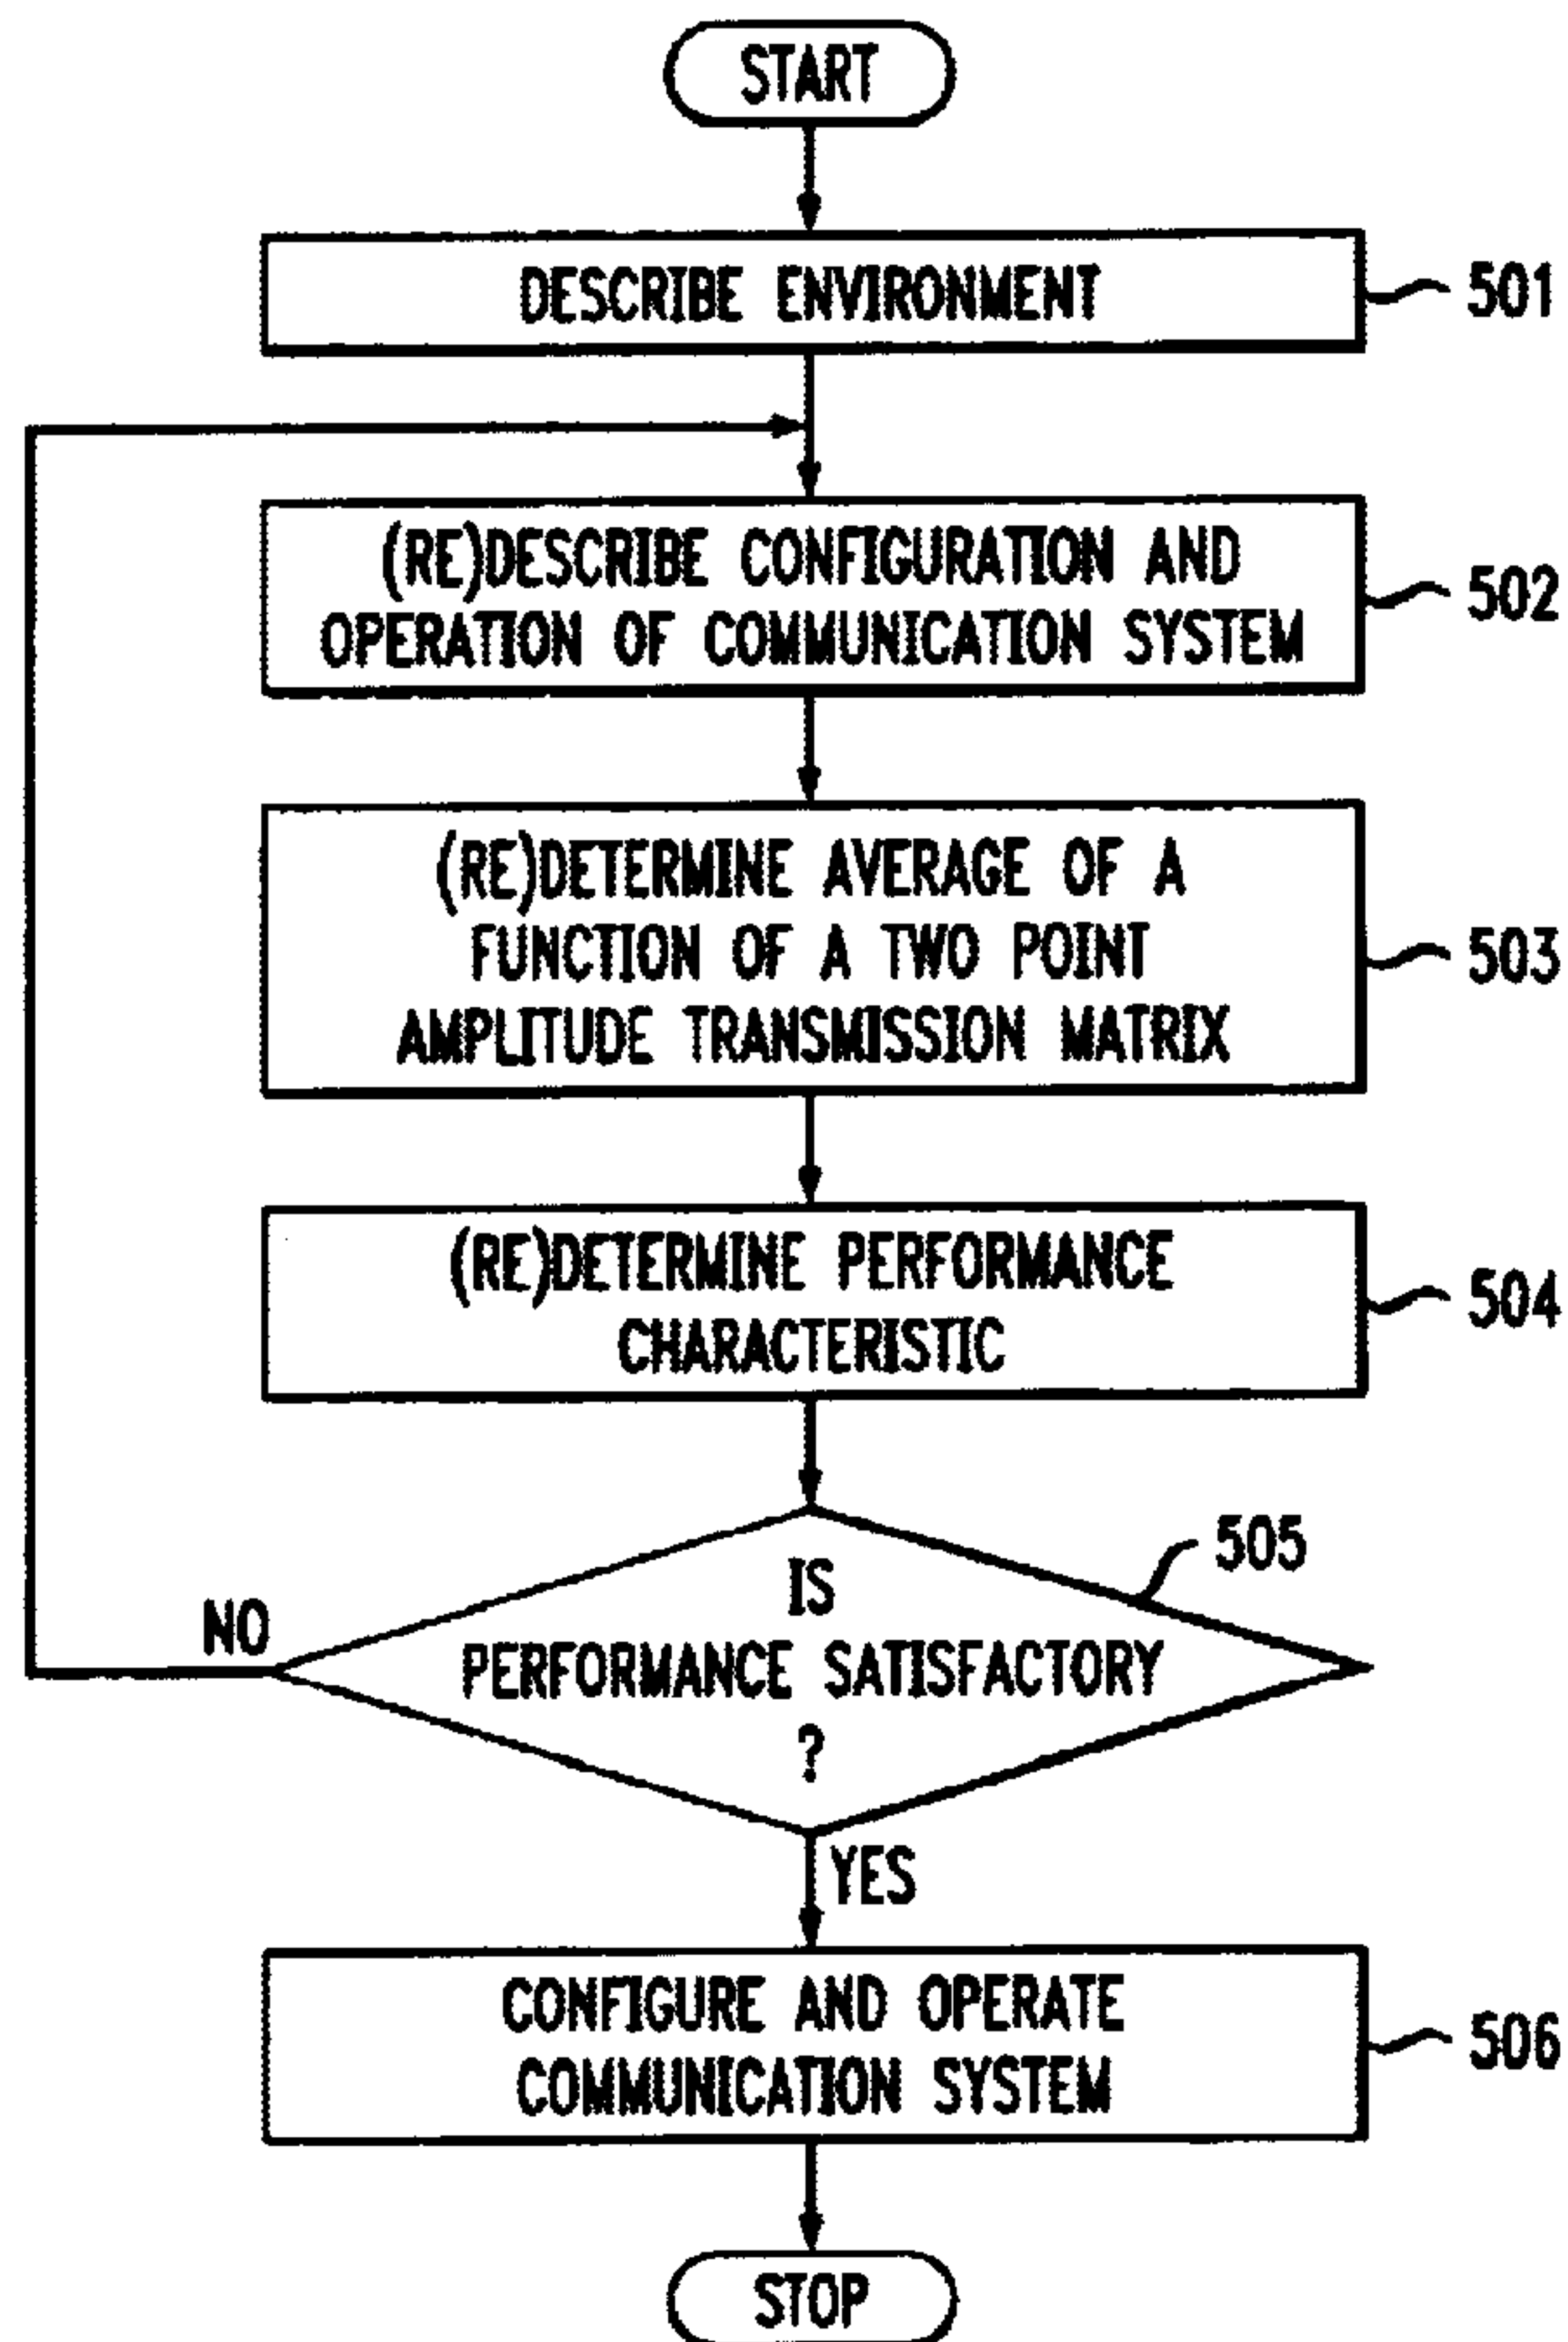 START
DESCRIBE ENVIRONMENT
501
(RE)DESCRIBE CONFIGURATION AND
OPERATION OF COMMUNICATION SYSTEM
502
(RE)DETERMINE AVERAGE OF A
FUNCTION OF A TWO POINT
AMPLITUDE TRANSMISSION MATRIX
503
(RE)DETERMINE PERFORMANCE
CHARACTERISTIC
504
505
IS
PERFORMANCE SATISFACTORY
?
NO
YES
CONFIGURE AND OPERATE
COMMUNICATION SYSTEM
506
STOP